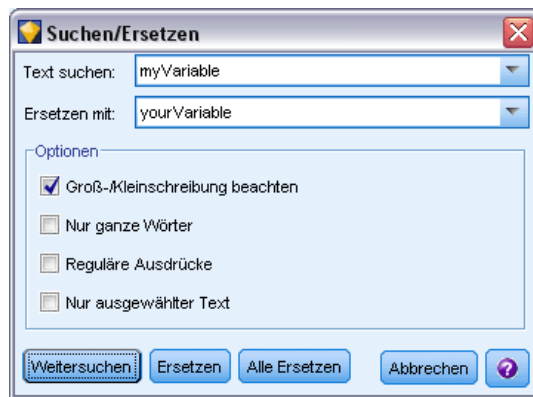 Suchen/Ersetzen
Text suchen: myVariable
Ersetzen mit: yourVariable
Optionen
Groß-/Kleinschreibung beachten
Nur ganze Wörter
Reguläre Ausdrücke
Nur ausgewählter Text
Weitersuchen Ersetzen Alle Ersetzen Abbrechen ?